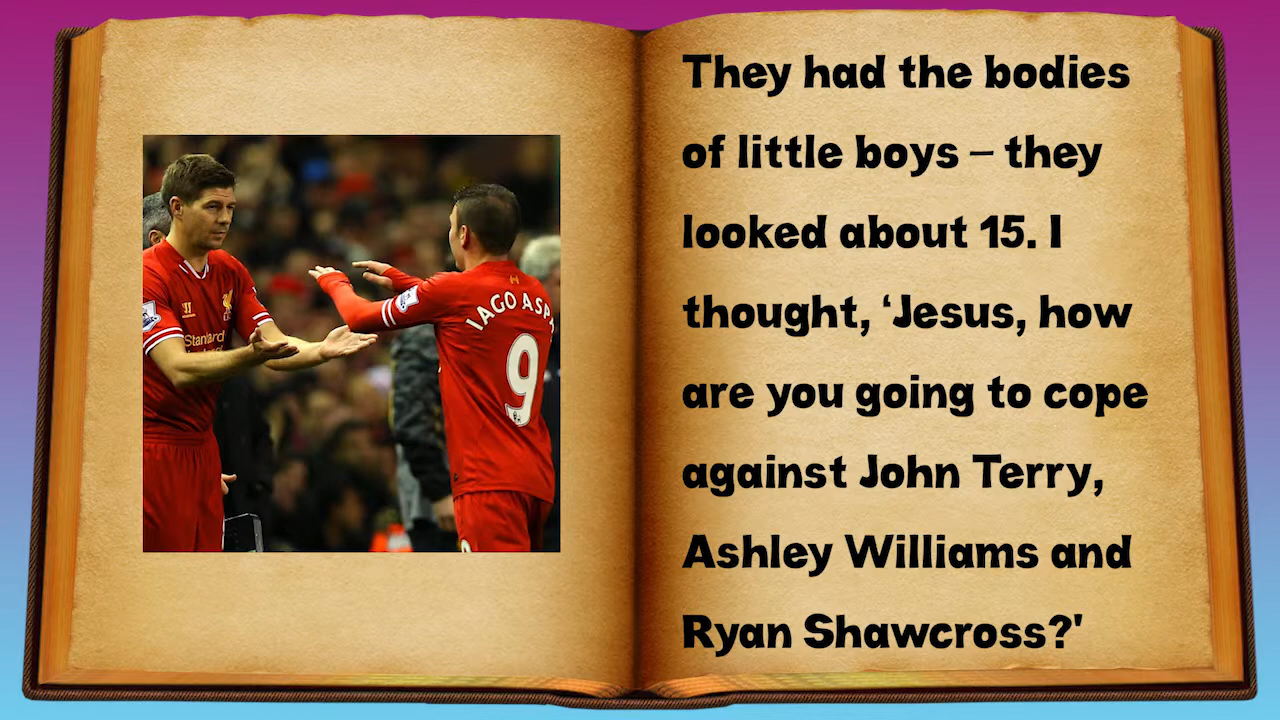 Standard
IAGO ASP
9
They had the bodies
of little boys – they
looked about 15. I
thought, ‘Jesus, how
are you going to cope
against John Terry,
Ashley Williams and
Ryan Shawcross?'